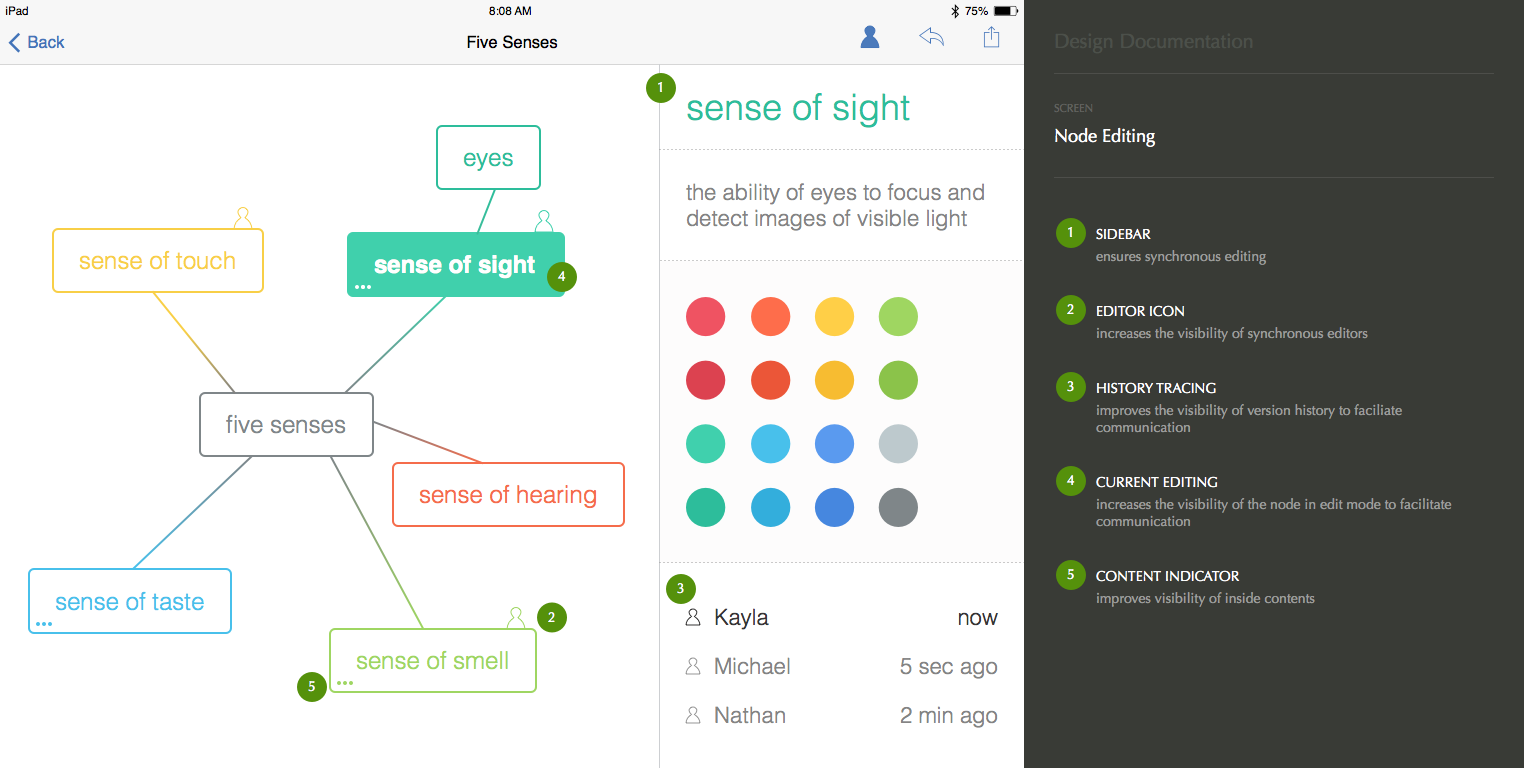 iPad
8:08 AM
75%
Back
Five Senses
1
sense of sight
eyes
the ability of eyes to focus and
detect images of visible light
sense of touch
sense of sight
4
five senses
sense of hearing
sense of taste
2
sense of smell
5
3
Kayla now
Michael 5 sec ago
Nathan 2 min ago
Design Documentation
SCREEN
Node Editing
1 SIDEBAR
ensures synchronous editing
2 EDITOR ICON
increases the visibility of synchronous editors
3 HISTORY TRACING
improves the visibility of version history to faciliate
communication
4 CURRENT EDITING
increases the visibility of the node in edit mode to facilitate
communication
5 CONTENT INDICATOR
improves visibility of inside contents